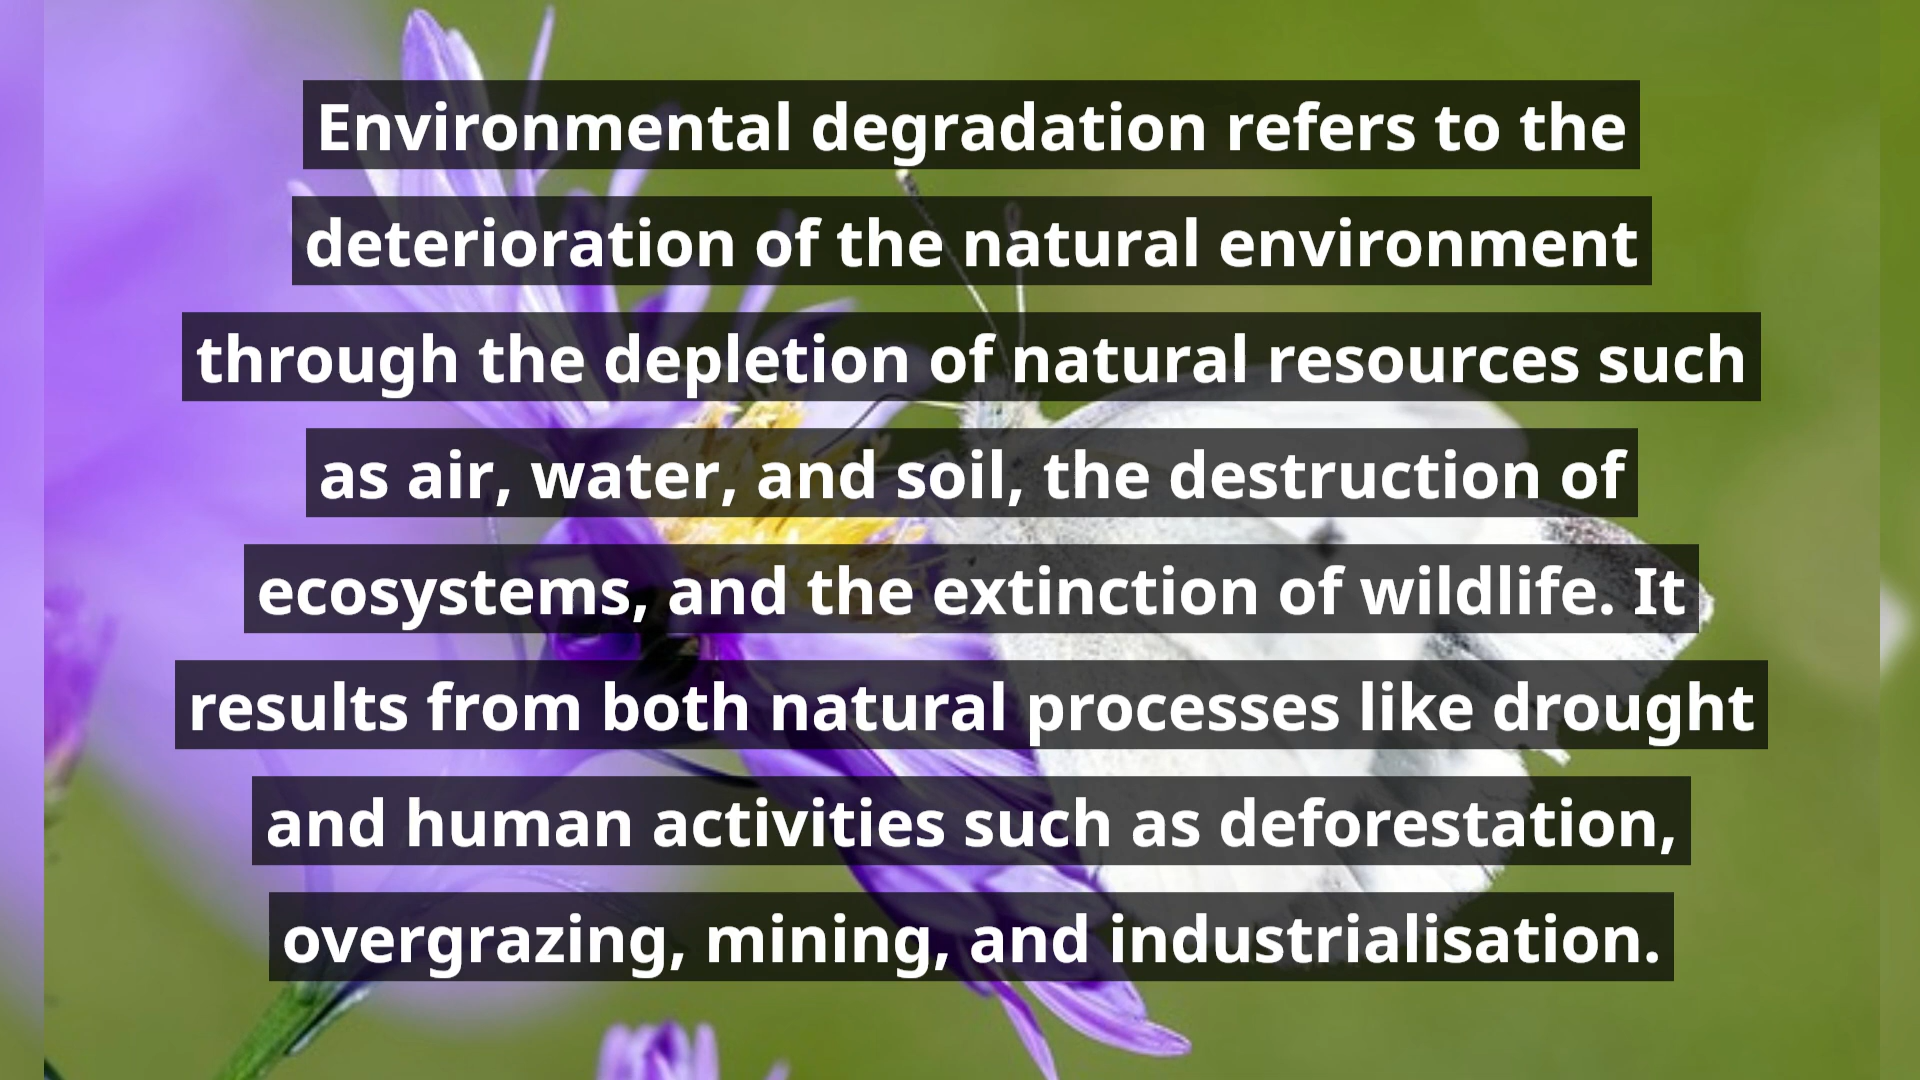 Environmental degradation refers to the
deterioration of the natural environment
through the depletion of natural resources such
as air, water, and soil, the destruction of
ecosystems, and the extinction of wildlife. It
results from both natural processes like drought
and human activities such as deforestation,
overgrazing, mining, and industrialisation.